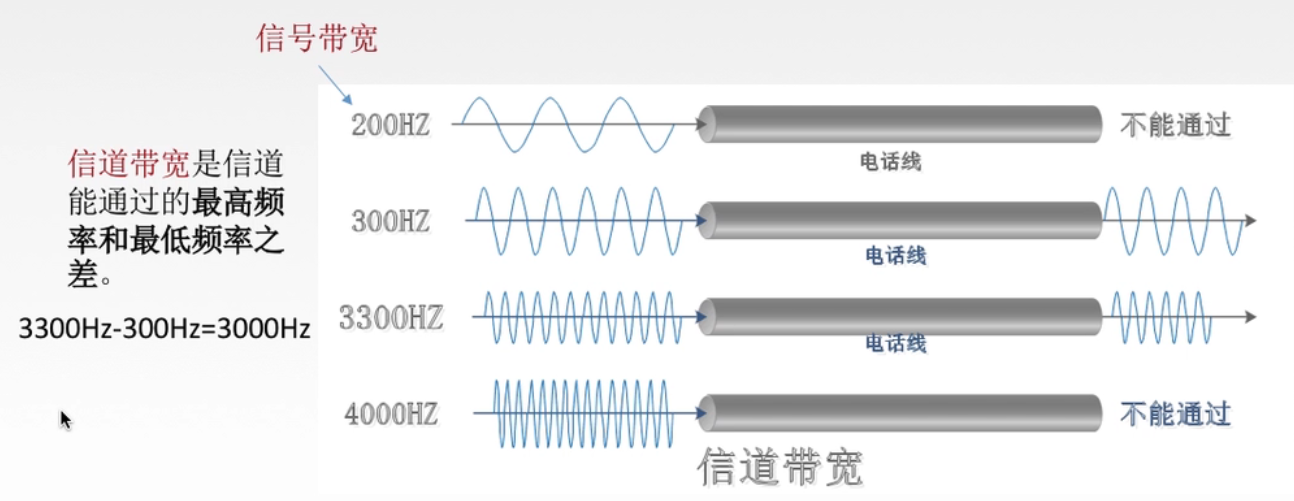 信号带宽
信道带宽是信道
能通过的最高频
率和最低频率之
差。
3300Hz-300Hz=3000Hz
200HZ
电话线
不能通过
300HZ
电话线
3300HZ
电话线
4000HZ
不能通过
信道带宽